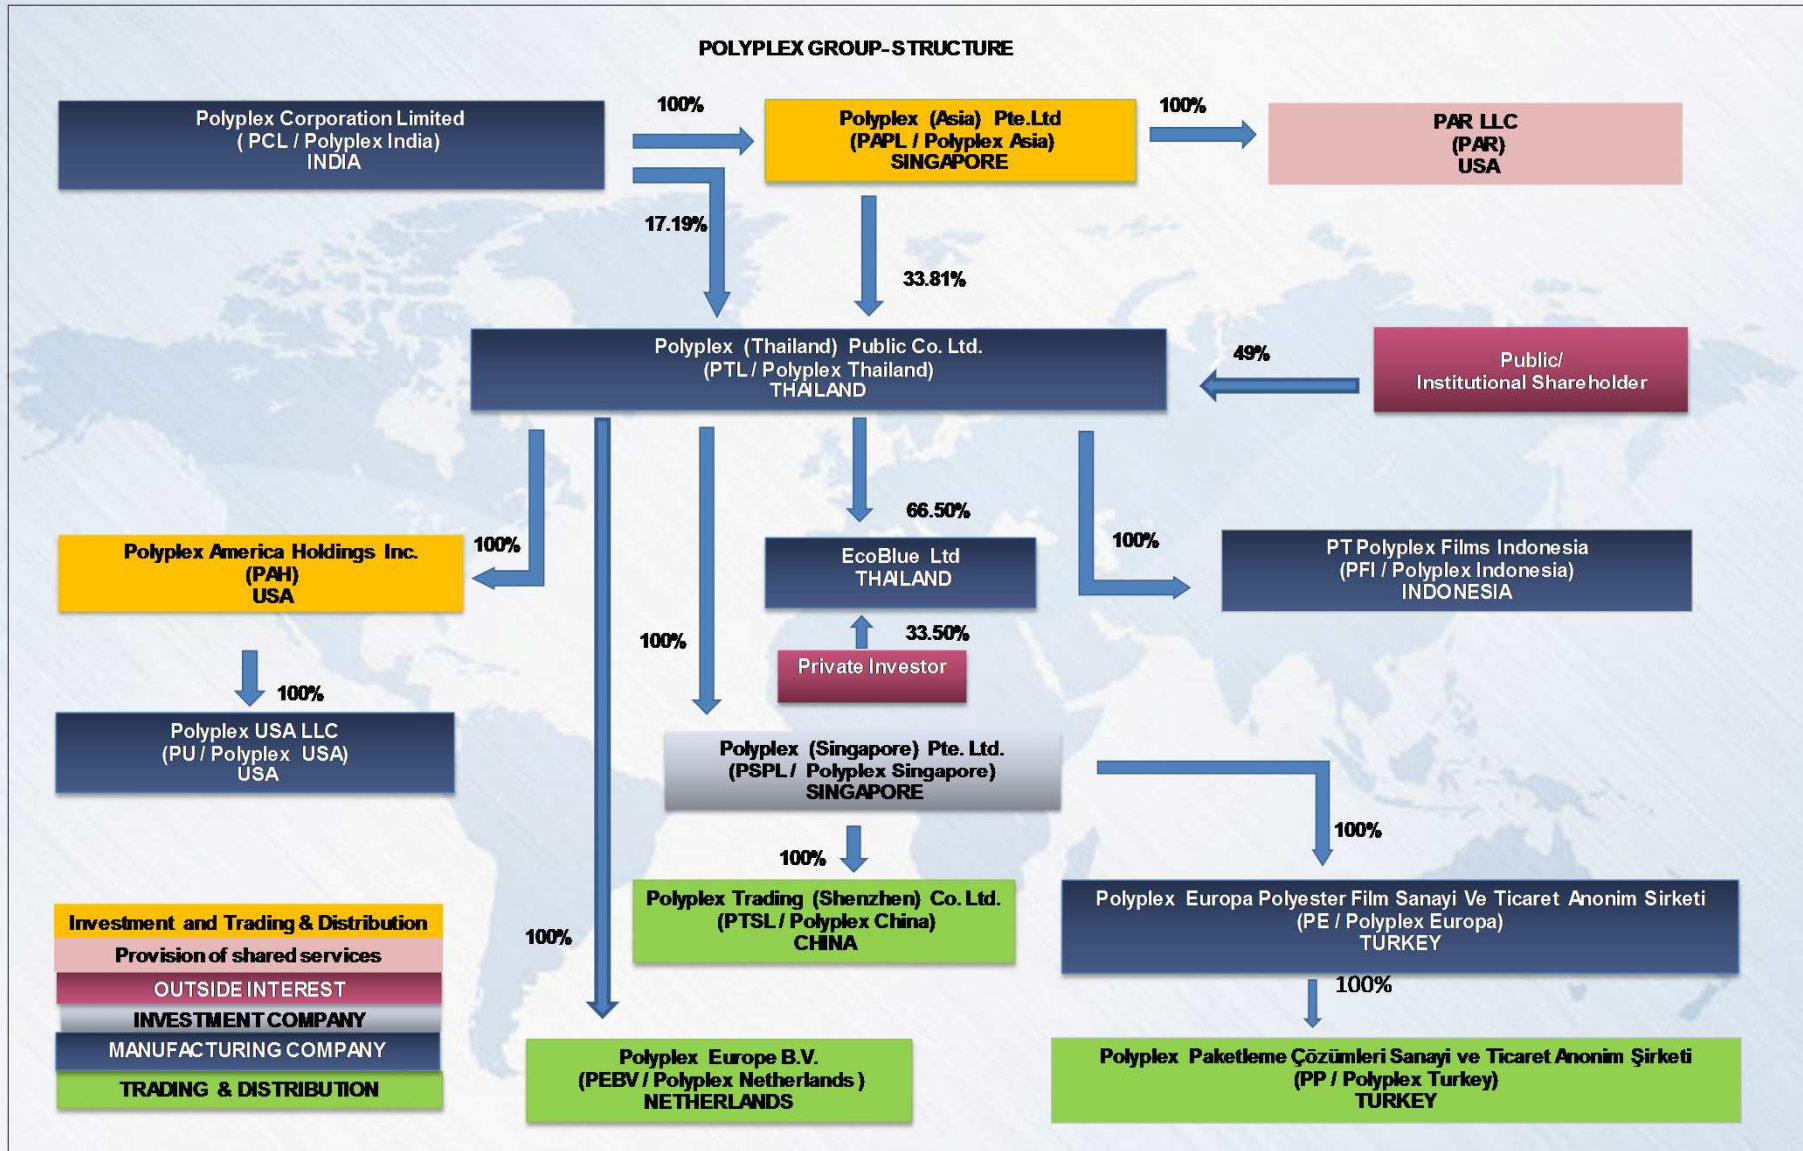 POLYPLEX GROUP-STRUCTURE
Polyplex Corporation Limited
( PCL / Polyplex India)
INDIA
100%
Polyplex (Asia) Pte.Ltd
(PAPL / Polyplex Asia)
SINGAPORE
100%
PAR LLC
(PAR)
USA
17.19%
33.81%
Polyplex (Thailand) Public Co. Ltd.
(PTL / Polyplex Thailand)
THAILAND
49%
Public/
Institutional Shareholder
100%
Polyplex America Holdings Inc.
(PAH)
USA
66.50%
EcoBlue Ltd
THAILAND
100%
PT Polyplex Films Indonesia
(PFI / Polyplex Indonesia)
INDONESIA
33.50%
Private Investor
100%
100%
Polyplex USA LLC
(PU / Polyplex USA)
USA
Polyplex (Singapore) Pte. Ltd.
(PSPL / Polyplex Singapore)
SINGAPORE
100%
100%
Polyplex Trading (Shenzhen) Co. Ltd.
(PTSL / Polyplex China)
CHINA
Polyplex Europa Polyester Film Sanayi Ve Ticaret Anonim Sirketi
(PE / Polyplex Europa)
TURKEY
100%
100%
Polyplex Europe B.V.
(PEBV / Polyplex Netherlands )
NETHERLANDS
Polyplex Paketleme Çözümleri Sanayi ve Ticaret Anonim Şirketi
(PP / Polyplex Turkey)
TURKEY
Investment and Trading & Distribution
Provision of shared services
OUTSIDE INTEREST
INVESTMENT COMPANY
MANUFACTURING COMPANY
TRADING & DISTRIBUTION